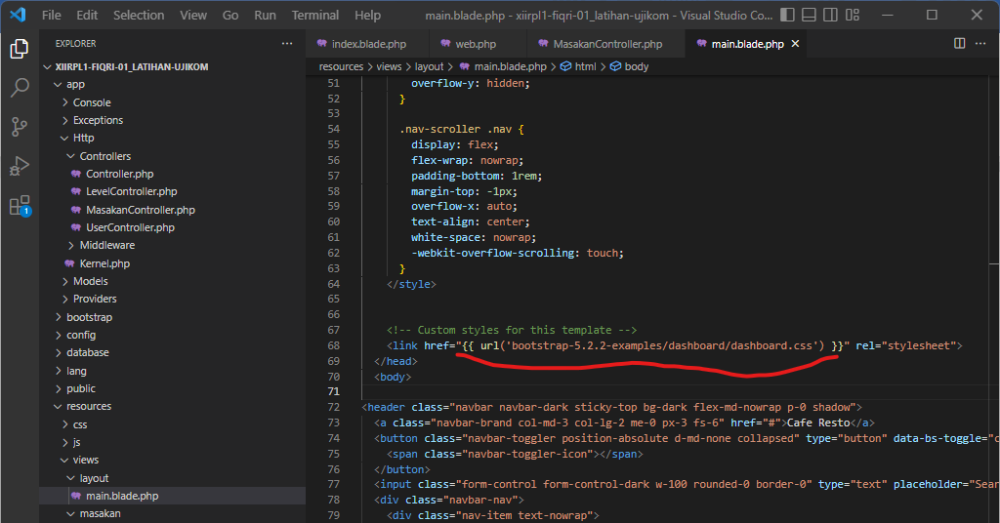 File Edit Selection View Go Run Terminal Help main.blade.php - xiirpl1-fiqri-01_latihan-ujikom - Visual Studio Co...
EXPLORER
XIIRPL1-FIQRI-01_LATIHAN-UJIKOM
app
Console
Exceptions
Http
Controllers
Controller.php
LevelController.php
MasakanController.php
UserController.php
Middleware
Kernel.php
Models
Providers
bootstrap
config
database
lang
public
resources
css
js
views
layout
main.blade.php
masakan
1
index.blade.php web.php MasakanController.php main.blade.php
resources > views > layout > main.blade.php > html > body
51 overflow-y: hidden;
52 }
53
54 .nav-scroller .nav {
55 display: flex;
56 flex-wrap: nowrap;
57 padding-bottom: 1rem;
58 margin-top: -1px;
59 overflow-x: auto;
60 text-align: center;
61 white-space: nowrap;
62 -webkit-overflow-scrolling: touch;
63 }
64 </style>
65
66
67 <!-- Custom styles for this template -->
68 <link href="{{ url('bootstrap-5.2.2-examples/dashboard/dashboard.css') }}" rel="stylesheet">
69 </head>
70 <body>
71
72 <header class="navbar navbar-dark sticky-top bg-dark flex-md-nowrap p-0 shadow">
73 <a class="navbar-brand col-md-3 col-lg-2 me-0 px-3 fs-6" href="#">Cafe Resto</a>
74 <button class="navbar-toggler position-absolute d-md-none collapsed" type="button" data-bs-toggle="c
75 <span class="navbar-toggler-icon"></span>
76 </button>
77 <input class="form-control form-control-dark w-100 rounded-0 border-0" type="text" placeholder="Sear
78 <div class="navbar-nav">
79 <div class="nav-item text-nowrap">